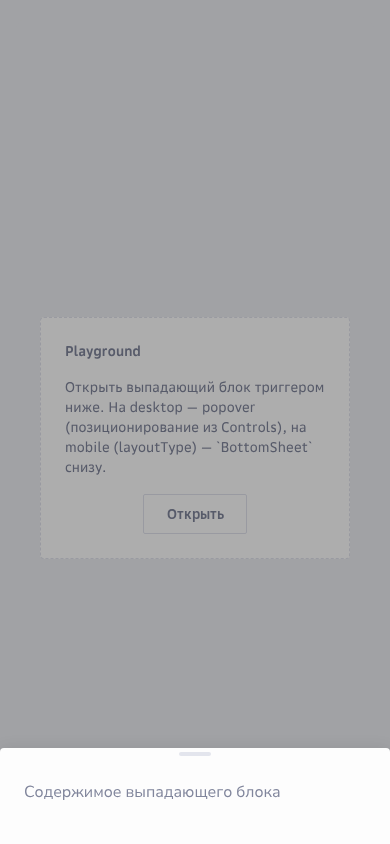 Playground
Открыть выпадающий блок триггером
ниже. На desktop — popover
(позиционирование из Controls), на
mobile (layoutType) — `BottomSheet`
снизу.
Открыть
Содержимое выпадающего блока